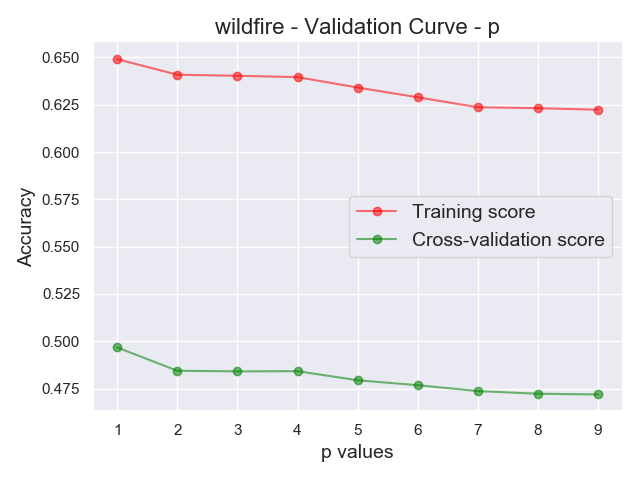 wildfire - Validation Curve - p
0.650
0.625
0.600
0.575
0.550
0.525
0.500
0.475
Accuracy
Training score
Cross-validation score
1 2 3 4 5 6 7 8 9
p values